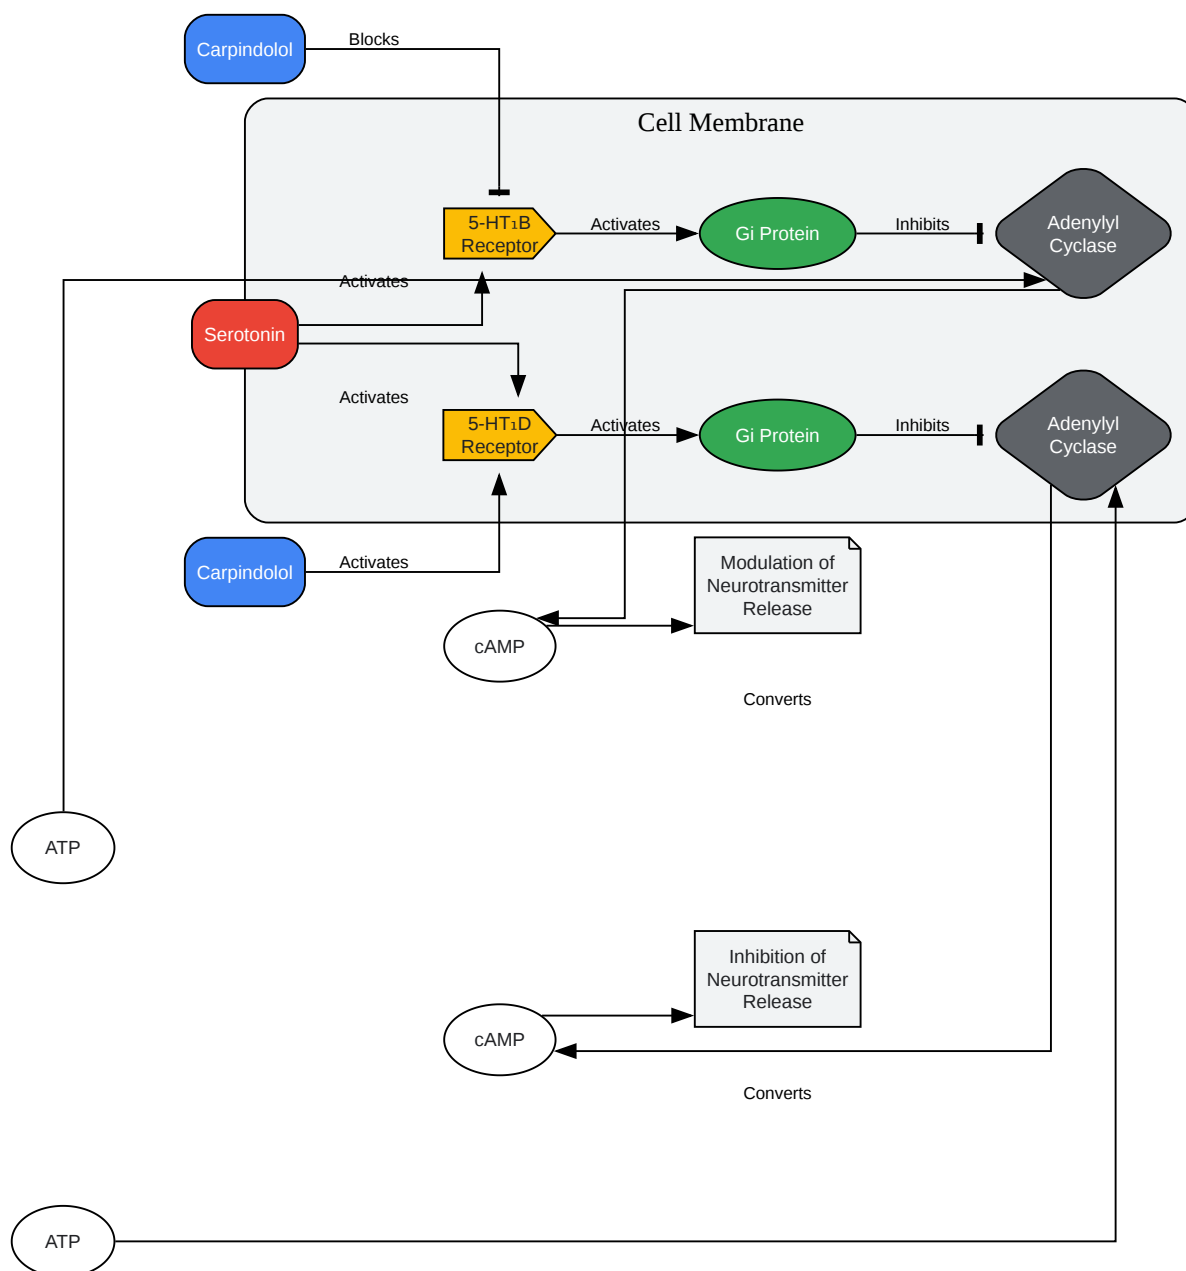 Carpindolol
Blocks
Cell Membrane
5-HT₁B
Receptor
Activates
Gi Protein
Inhibits
Adenylyl
Cyclase
Activates
Serotonin
Activates
5-HT₁D
Receptor
Activates
Gi Protein
Inhibits
Adenylyl
Cyclase
Carpindolol
Activates
Modulation of
Neurotransmitter
Release
cAMP
Converts
ATP
Inhibition of
Neurotransmitter
Release
cAMP
Converts
ATP